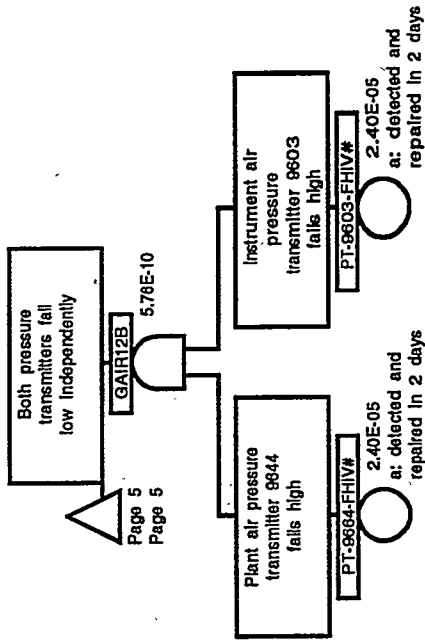 Both pressure
transmitters fail
low independently
GAIR12B
5.76E-10
Page 5
Page 5
Plant air pressure
transmitter 9644
fails high
PT-9664-FHIV#
2.40E-05
a: detected and
repaired in 2 days
Instrument air
pressure
transmitter 9603
fails high
PT-9603-FHIV#
2.40E-05
a: detected and
repaired in 2 days